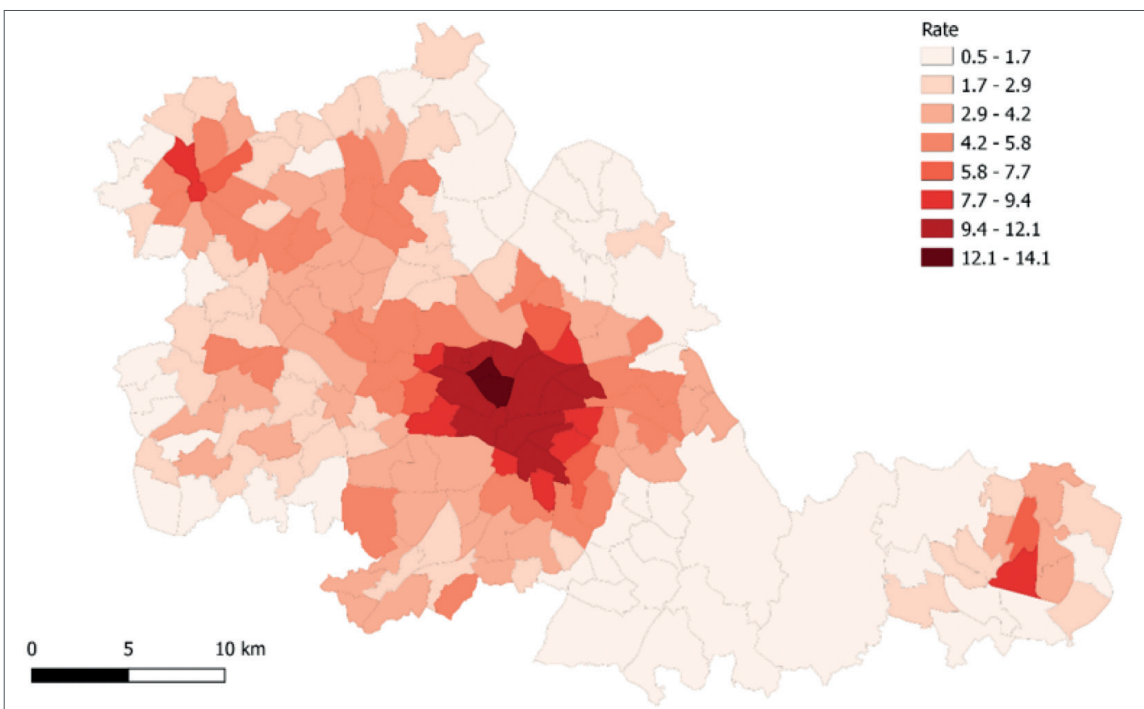 Rate
0.5 - 1.7
1.7 - 2.9
2.9 - 4.2
4.2 - 5.8
5.8 - 7.7
7.7 - 9.4
9.4 - 12.1
12.1 - 14.1
0 5 10 km